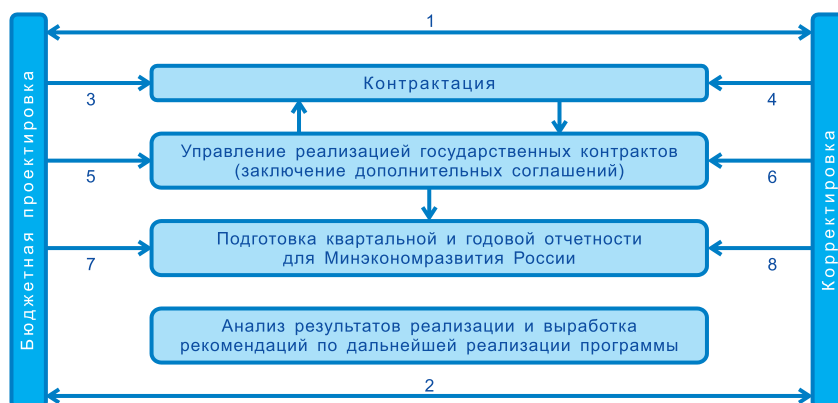 1
Бюджетная проектировка
Корректировка
Контрактация
3
4
Управление реализацией государственных контрактов
(заключение дополнительных соглашений)
5
6
Подготовка квартальной и годовой отчетности
для Минэкономразвития России
7
8
Анализ результатов реализации и выработка
рекомендаций по дальнейшей реализации программы
2